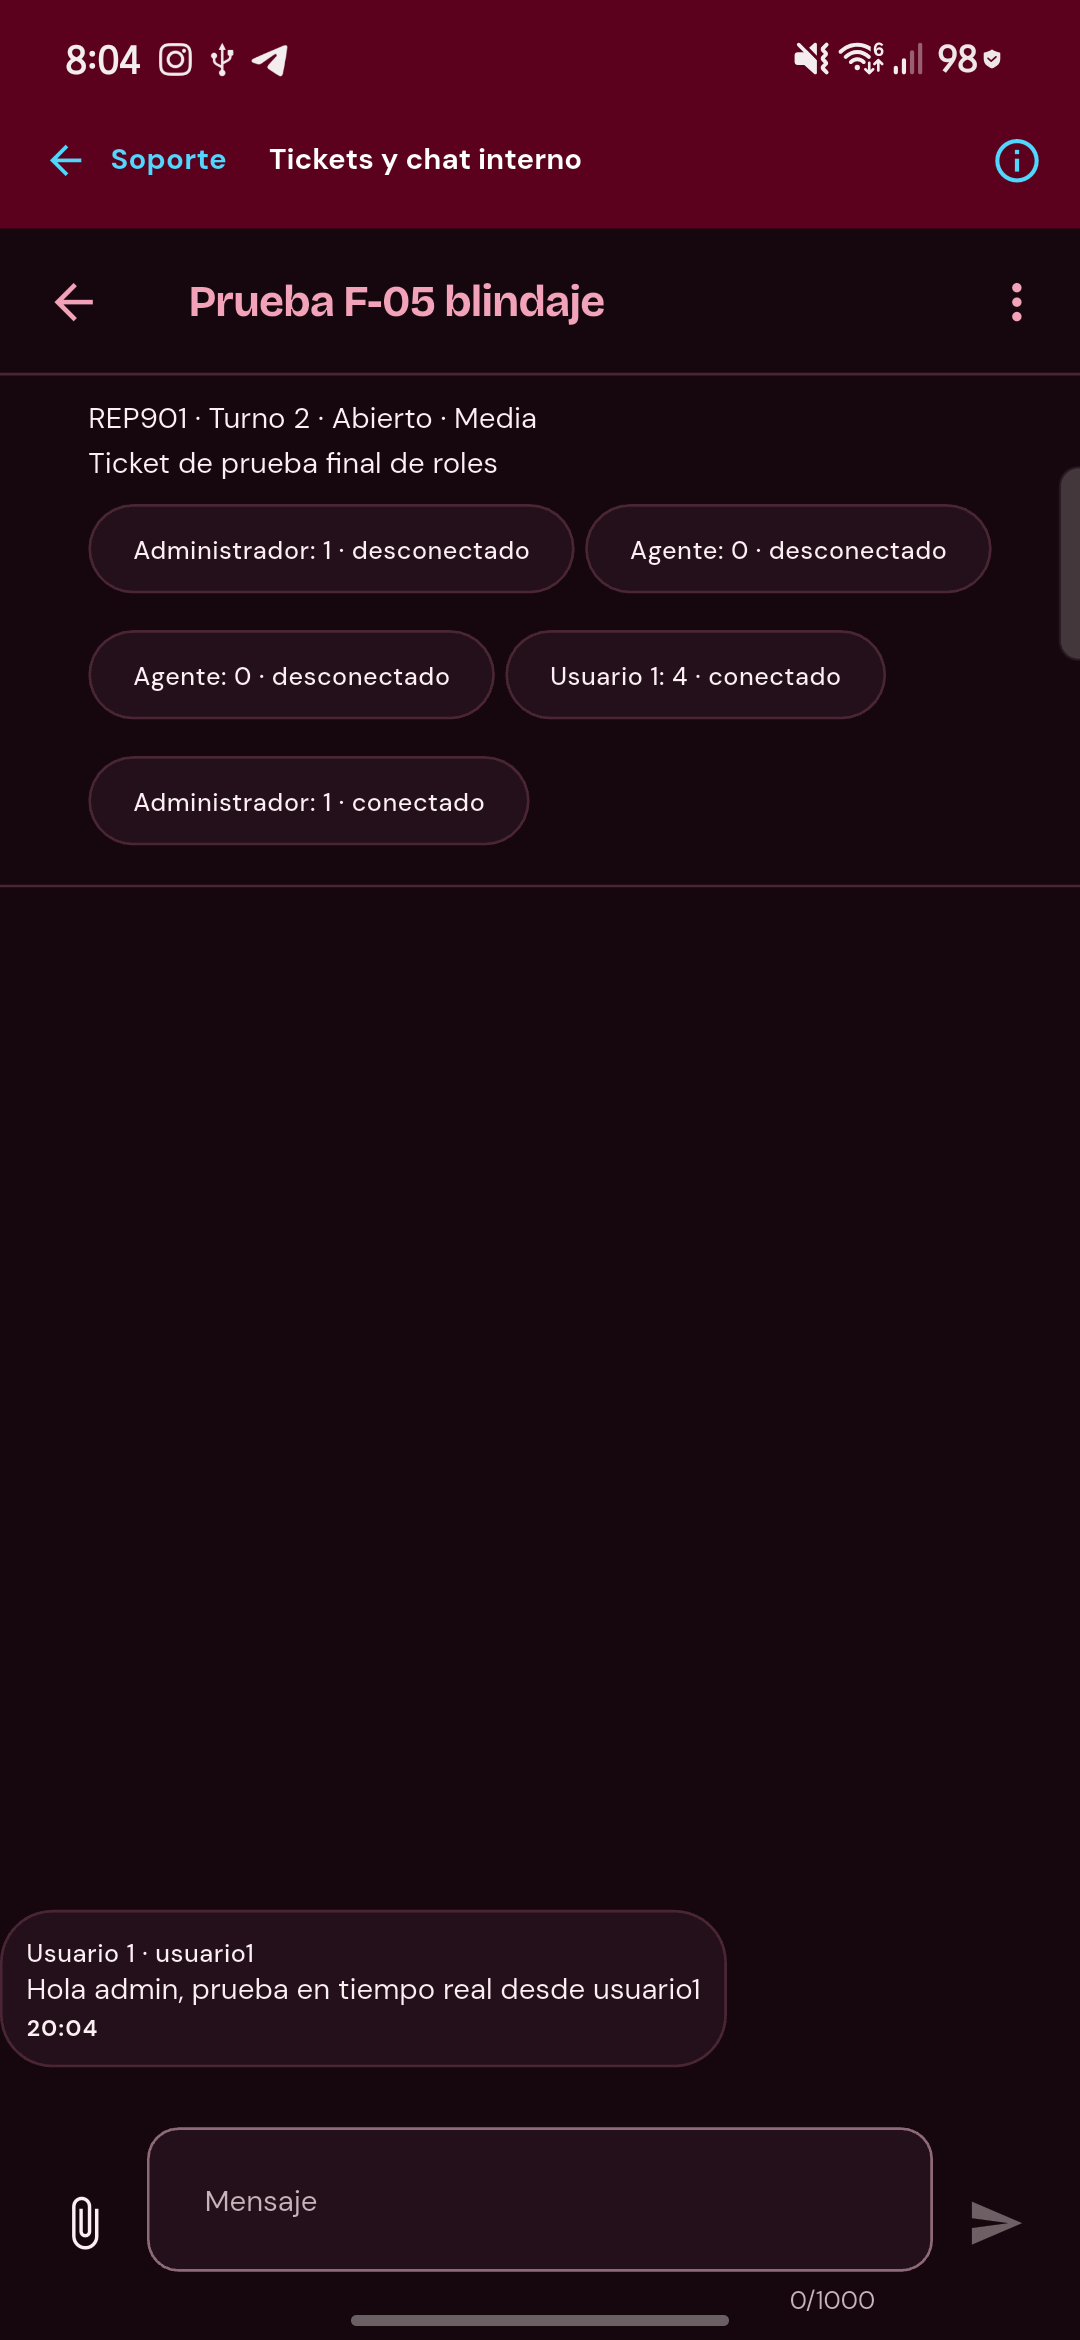 8:04 6 98
Soporte Tickets y chat interno
Prueba F-05 blindaje
REP901 · Turno 2 · Abierto · Media
Ticket de prueba final de roles
Administrador: 1 · desconectado Agente: 0 · desconectado
Agente: 0 · desconectado Usuario 1: 4 · conectado
Administrador: 1 · conectado
Usuario 1 · usuario1
Hola admin, prueba en tiempo real desde usuario1
20:04
Mensaje
0/1000